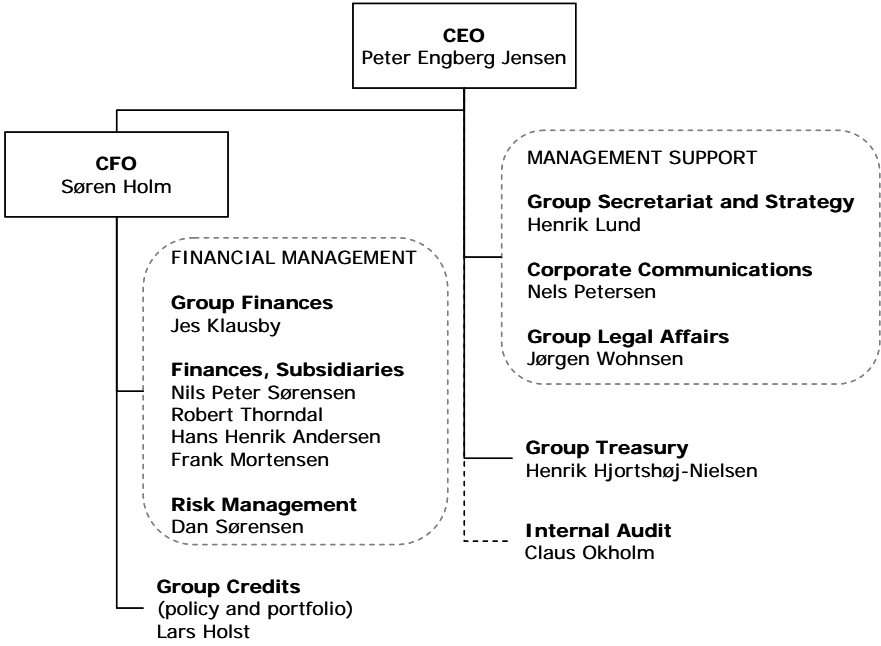 CEO
Peter Engberg Jensen
CFO
Søren Holm
MANAGEMENT SUPPORT
Group Secretariat and Strategy
Henrik Lund
Corporate Communications
Nels Petersen
Group Legal Affairs
Jørgen Wohnsen
FINANCIAL MANAGEMENT
Group Finances
Jes Klausby
Finances, Subsidiaries
Nils Peter Sørensen
Robert Thorndal
Hans Henrik Andersen
Frank Mortensen
Risk Management
Dan Sørensen
Group Treasury
Henrik Hjortshøj-Nielsen
Internal Audit
Claus Okholm
Group Credits
(policy and portfolio)
Lars Holst